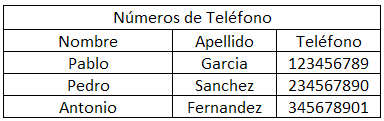 Números de Teléfono
Nombre Apellido Teléfono
Pablo Garcia 123456789
Pedro Sanchez 234567890
Antonio Fernandez 345678901